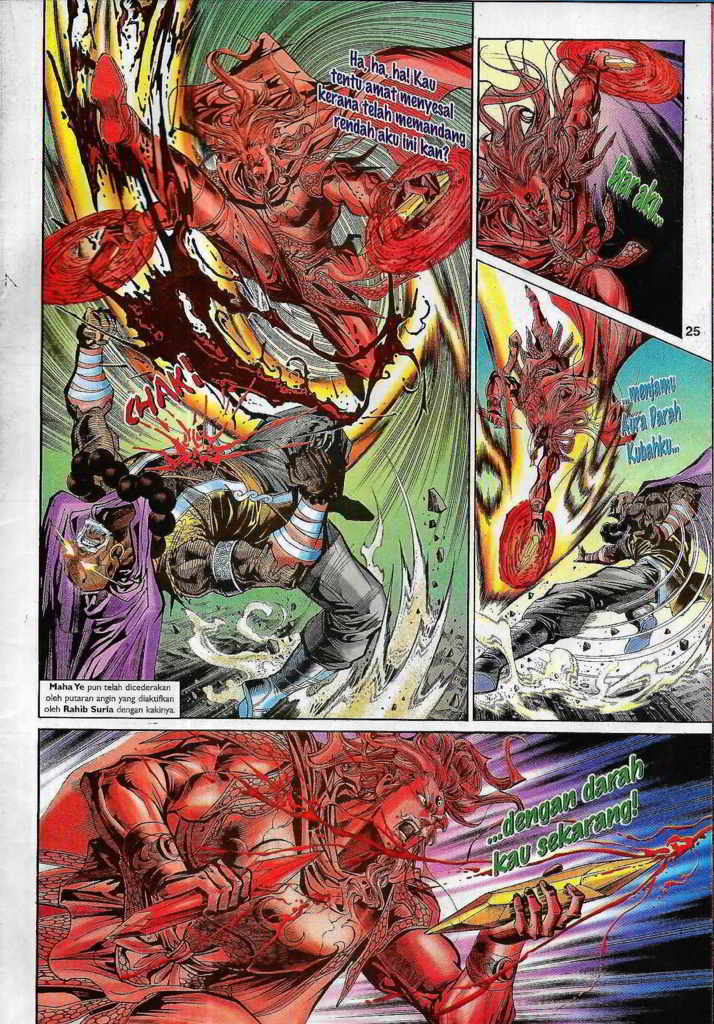 Ha, ha, ha! Kau
tentu amat menyesal
kerana telah memandang
rendah aku ini kan?
Biar aku...
25
CHAK!
...menjamu
Aura Darah
Kubahku...
Maha Ye pun telah dicederakan
oleh putaran angin yang diaktifkan
oleh Rahib Suria dengan kakinya.
...dengan darah
kau sekarang!